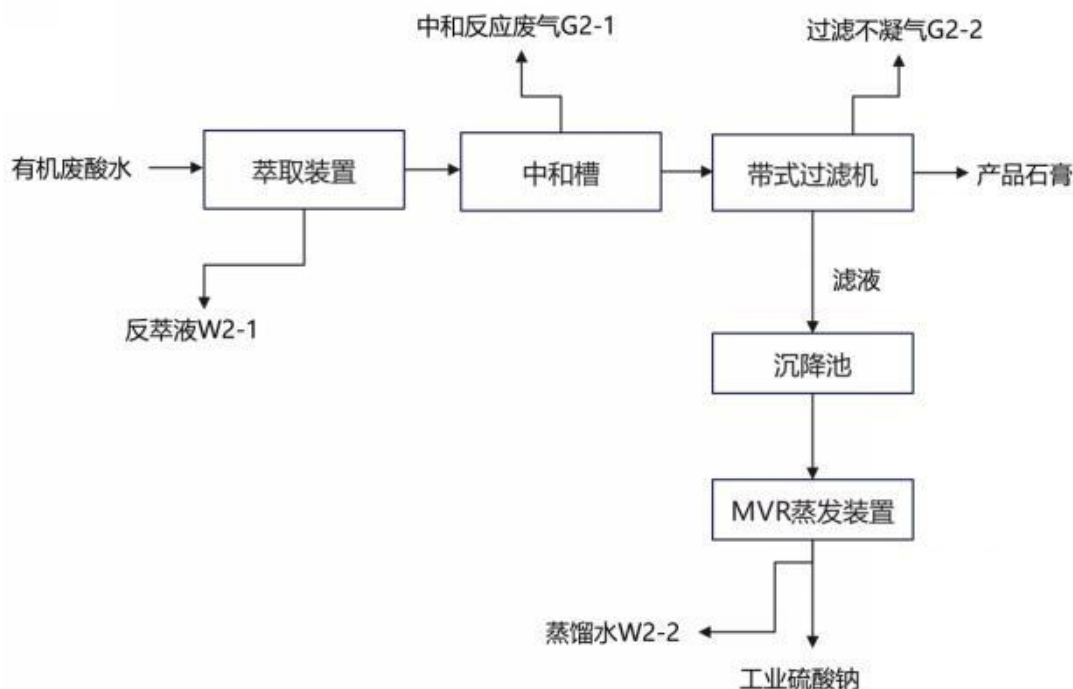 中和反应废气G2-1
过滤不凝气G2-2
有机废酸水
萃取装置
中和槽
带式过滤机
产品石膏
滤液
反萃液W2-1
沉降池
MVR蒸发装置
蒸馏水W2-2
工业硫酸钠